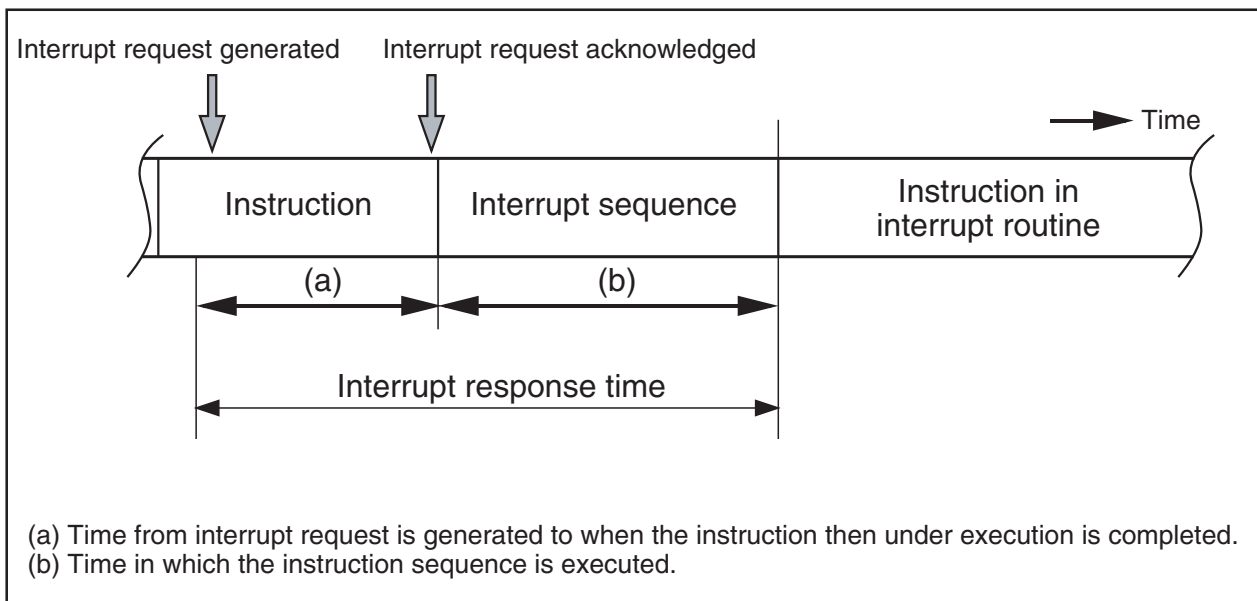 Interrupt request generated
Interrupt request acknowledged
Time
Instruction
Interrupt sequence
Instruction in
interrupt routine
(a)
(b)
Interrupt response time
(a) Time from interrupt request is generated to when the instruction then under execution is completed.
(b) Time in which the instruction sequence is executed.